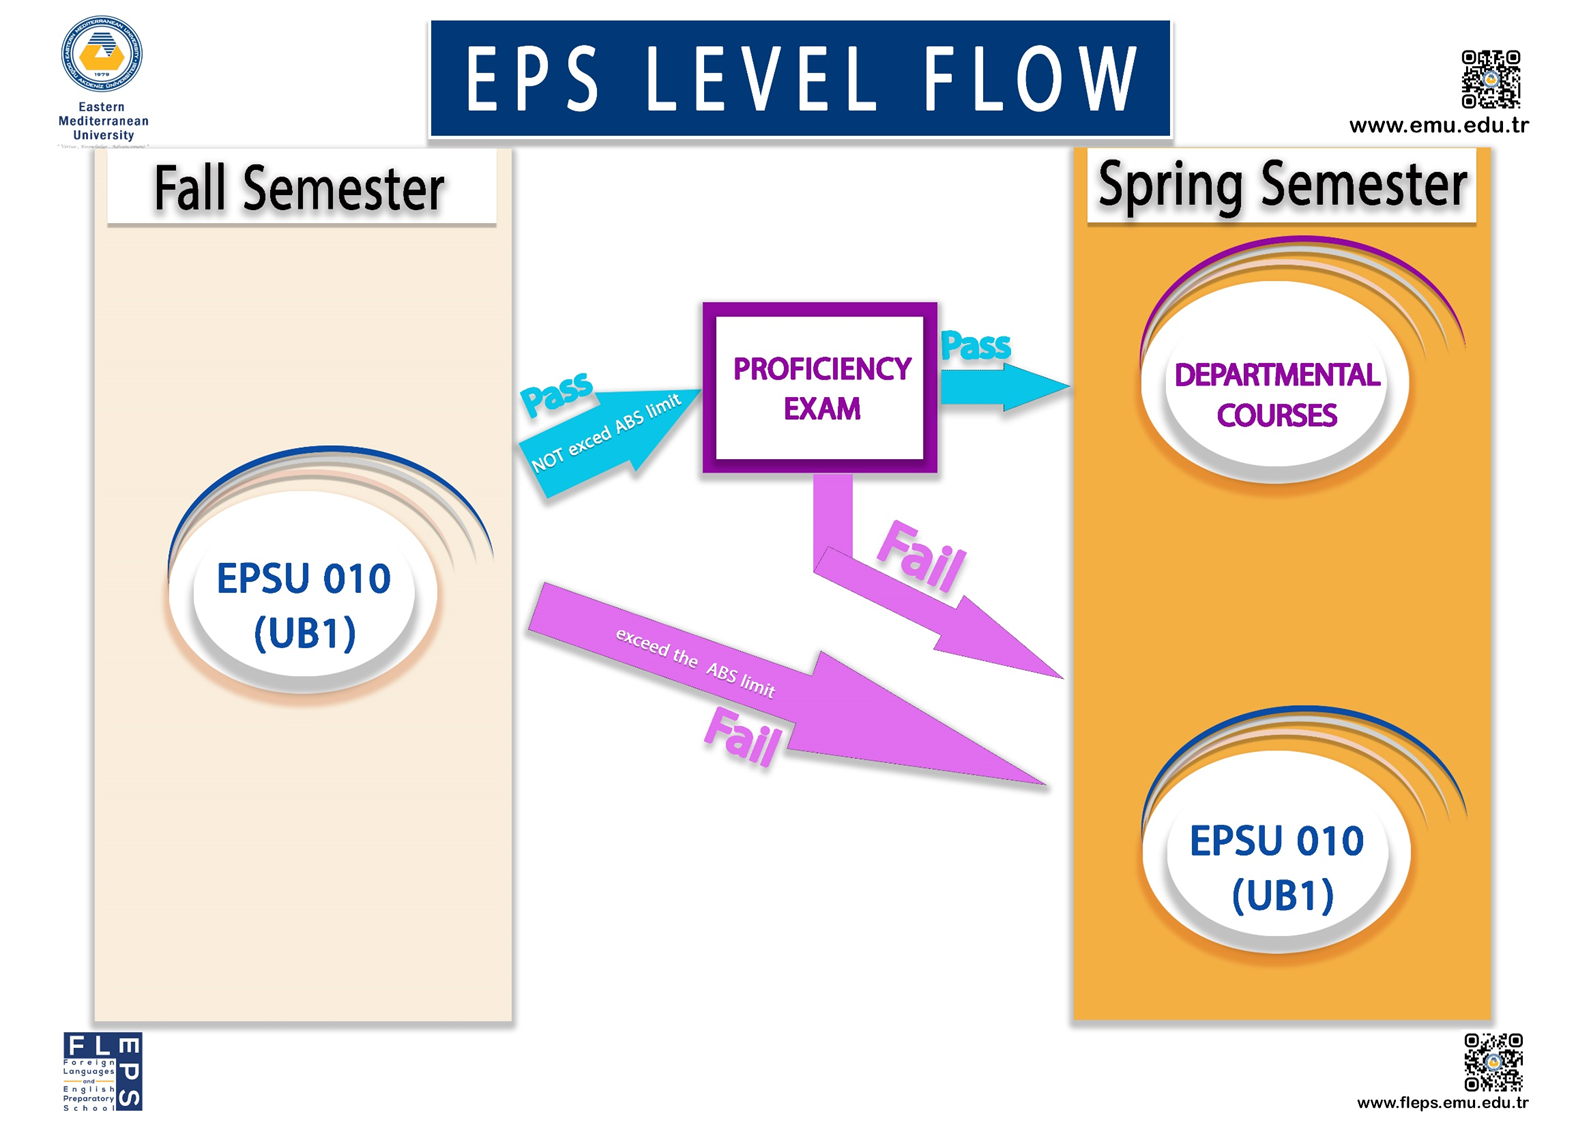 EPS LEVEL FLOW
Eastern
Mediterranean
University
www.emu.edu.tr
Fall Semester
Spring Semester
Pass
NOT exced ABS limit
PROFICIENCY
EXAM
Pass
DEPARTMENTAL
COURSES
Fail
EPSU 010
(UB1)
exceed the ABS limit
Fail
EPSU 010
(UB1)
FLEPS
Foreign
Languages
and
English
Preparatory
School
www.fleps.emu.edu.tr